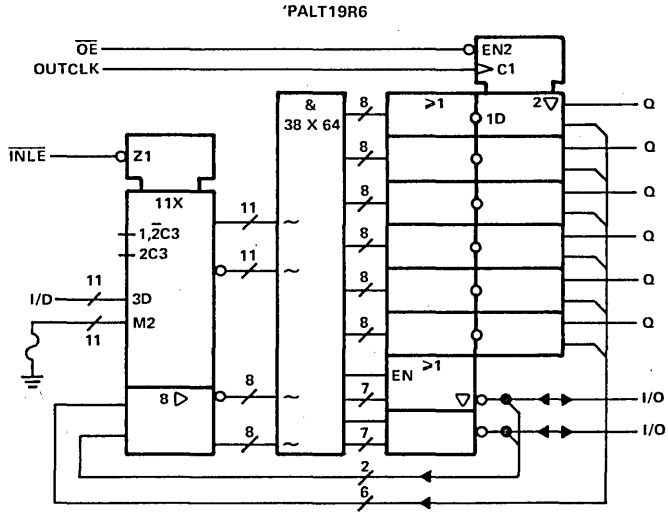 'PALT19R6
OE
EN2
OUTCLK
C1
&
38 X 64
8
≥1
1D
2▽
Q
INLE
Z1
8
Q
11X
8
Q
1,2C3
11
~
2C3
8
Q
11
~
I/D
11
3D
8
Q
M2
11
8
Q
EN
≥1
8 ▷
8
~
7
▽
I/O
8
7
I/O
2
6